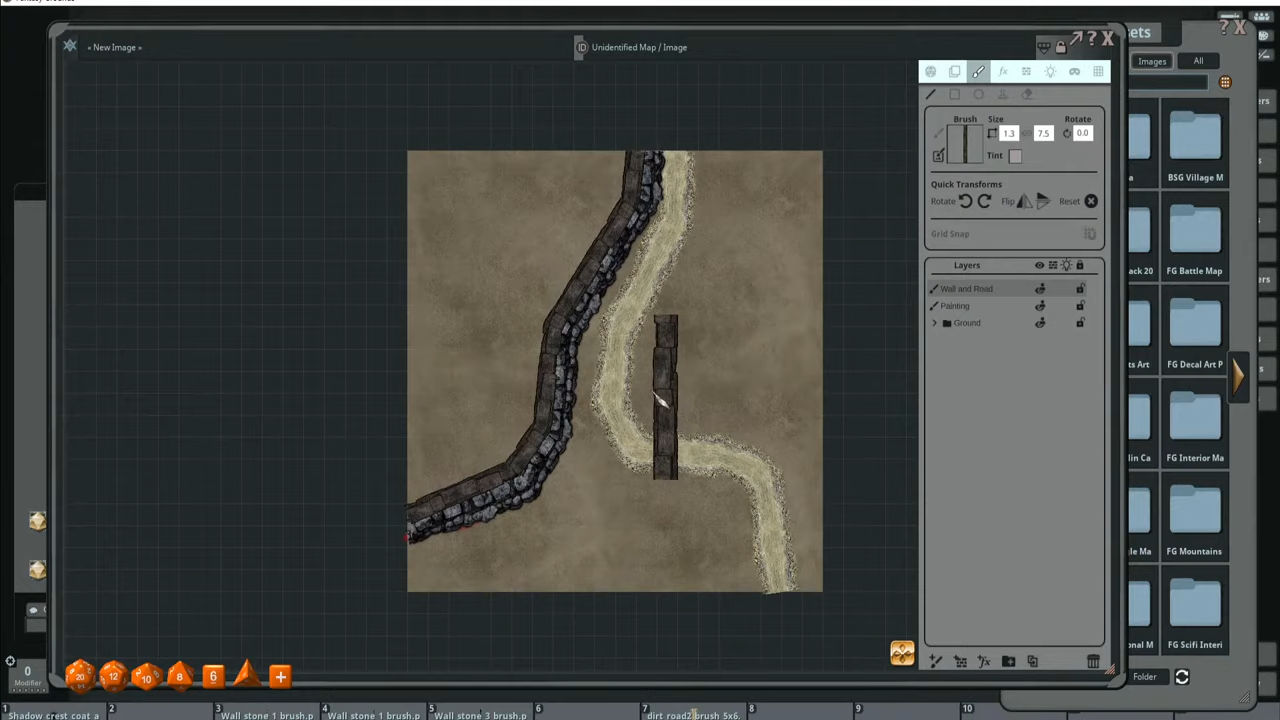 « New Image »
ID Unidentified Map / Image
Images
All
Brush Size Rotate
1.3 7.5 0.0
Tint
Quick Transforms
Rotate Flip Reset
Grid Snap
Layers
Wall and Road
Painting
Ground
BSG Village M
FG Battle Map
FG Decal Art P
FG Interior Ma
FG Mountains
FG Scifi Interi
Folder
0
Modifier
20 12 10 8 6
1 2 3 4 5 6 7 8 9 10
Shadow crest coat a Wall stone 1 brush.p Wall stone 1 brush.p Wall stone 3 brush.p dirt road2 brush 5x6.